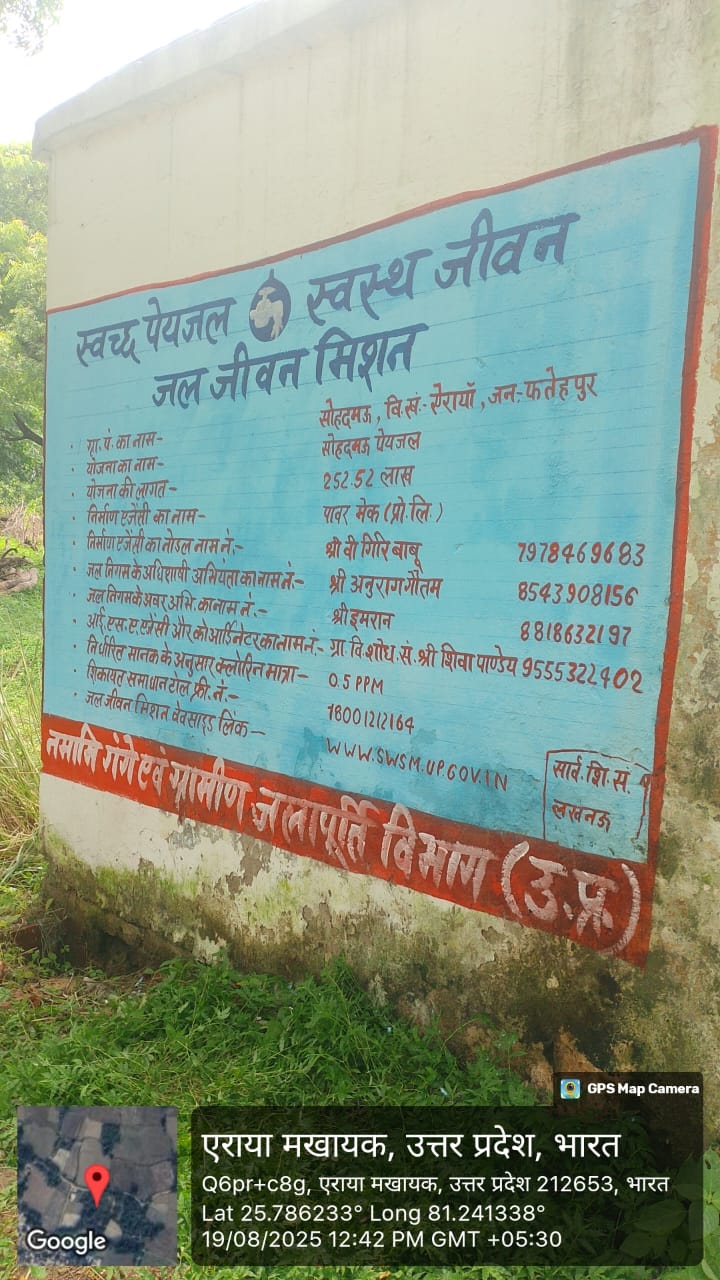 स्वच्छ पेयजल स्वस्थ जीवन
जल जीवन मिशन
ग्रा. पं. का नाम- सोहदमऊ, वि.खं.- ऐरायाँ, जन.- फतेहपुर
योजना का नाम- सोहदमऊ पेयजल
योजना की लागत- 252.52 लाख
निर्माण एजेंसी का नाम- पावर मेक (प्रो.लि.)
निर्माण एजेंसी का नोडल नाम नं.- श्री वी गिरि बाबू 7978469683
जल निगम के अधिशाषी अभियंता का नाम नं- श्री अनुराग गौतम 8543908156
जल निगम के अवर अभि. का नाम नं.- श्री इमरान 8818632197
आई.एस.ए. एजेंसी और कोआर्डिनेटर का नाम नं- ग्रा. वि शोध. सं. श्री शिवा पाण्डेय 9555322402
निर्धारित मानक के अनुसार क्लोरिन मात्रा- 0.5 PPM
शिकायत समाधान टोल फ्री. नं.- 18001212164
जल जीवन मिशन वेवसाइड लिंक- WWW.SWSM.UP.GOV.IN
सार्व. शि. सं.
लखनऊ
नमामि गंगे एवं ग्रामीण जलापूर्ति विभाग (उ.प्र.)
GPS Map Camera
एराया मखायक, उत्तर प्रदेश, भारत
Q6pr+c8g, एराया मखायक, उत्तर प्रदेश 212653, भारत
Lat 25.786233° Long 81.241338°
19/08/2025 12:42 PM GMT +05:30
Google